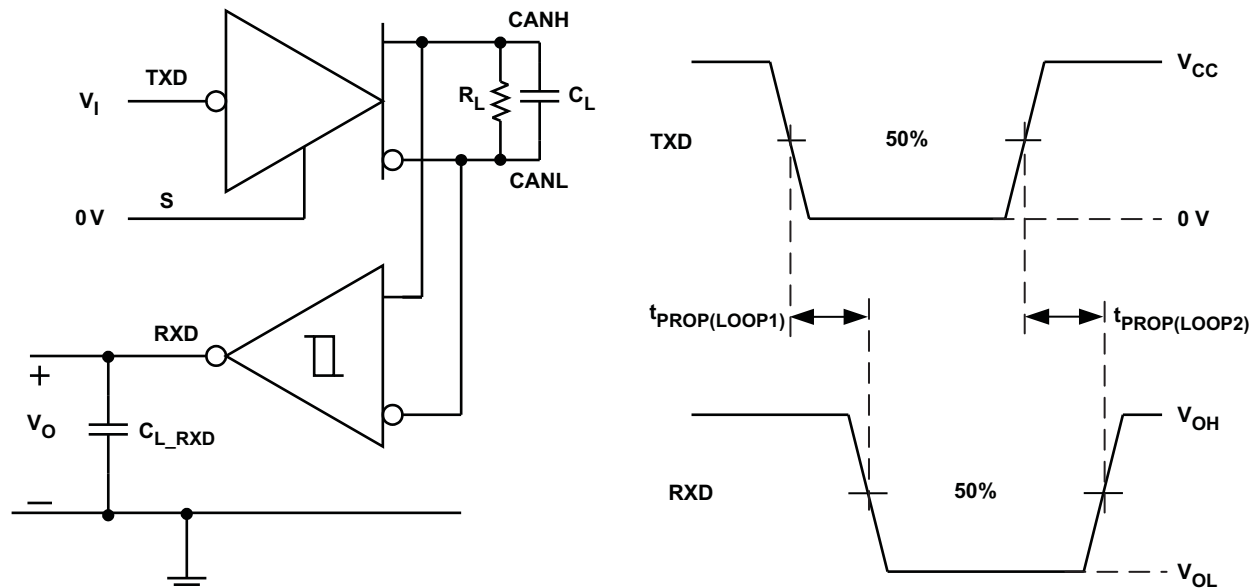 CANH
TXD
V_I
R_L
C_L
S
0 V
CANL
RXD
+
V_O
C_L_RXD
–
V_CC
TXD
50%
0 V
t_PROP(LOOP1)
t_PROP(LOOP2)
V_OH
RXD
50%
V_OL